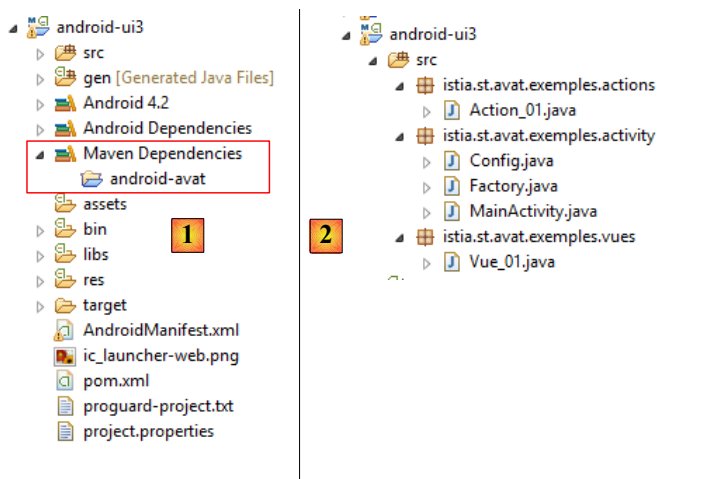 android-ui3
src
gen [Generated Java Files]
Android 4.2
Android Dependencies
Maven Dependencies
android-avat
assets
bin
libs
res
target
AndroidManifest.xml
ic_launcher-web.png
pom.xml
proguard-project.txt
project.properties
1
android-ui3
src
istia.st.avat.exemples.actions
Action_01.java
istia.st.avat.exemples.activity
Config.java
Factory.java
MainActivity.java
istia.st.avat.exemples.vues
Vue_01.java
2